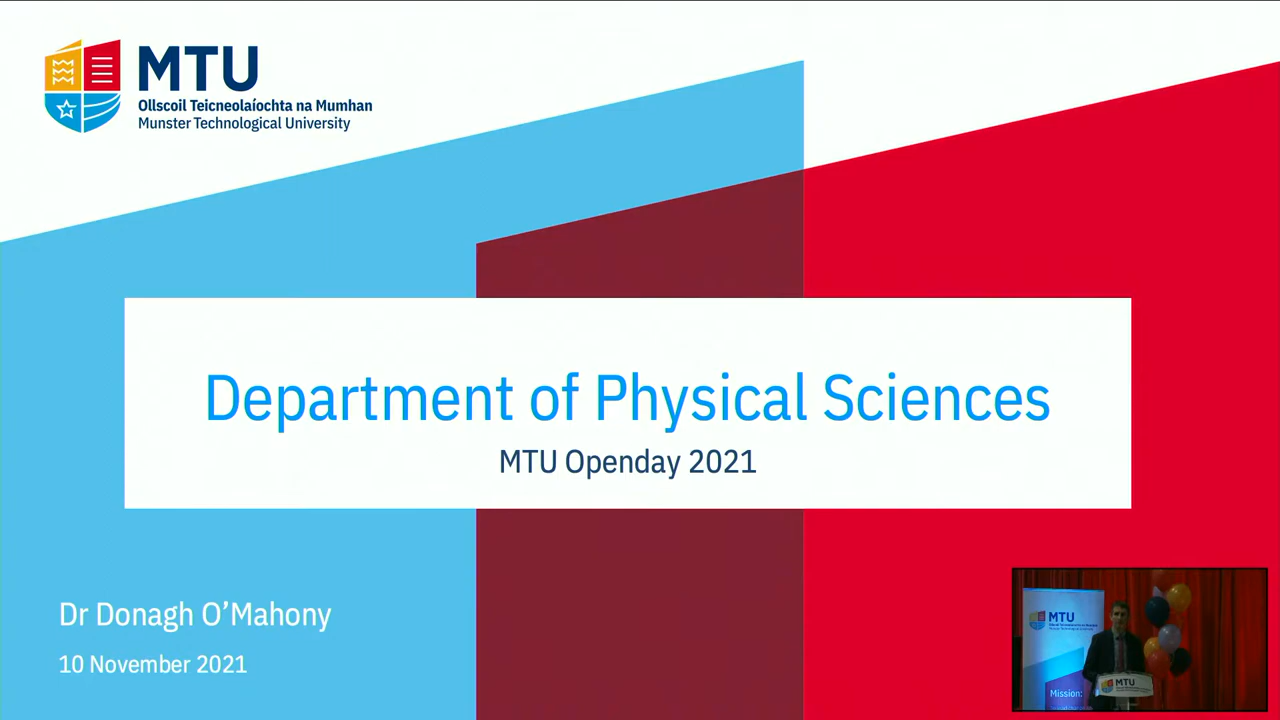 MTU
Ollscoil Teicneolaíochta na Mumhan
Munster Technological University
Department of Physical Sciences
MTU Openday 2021
Dr Donagh O’Mahony
10 November 2021
MTU
Mission:
MTU